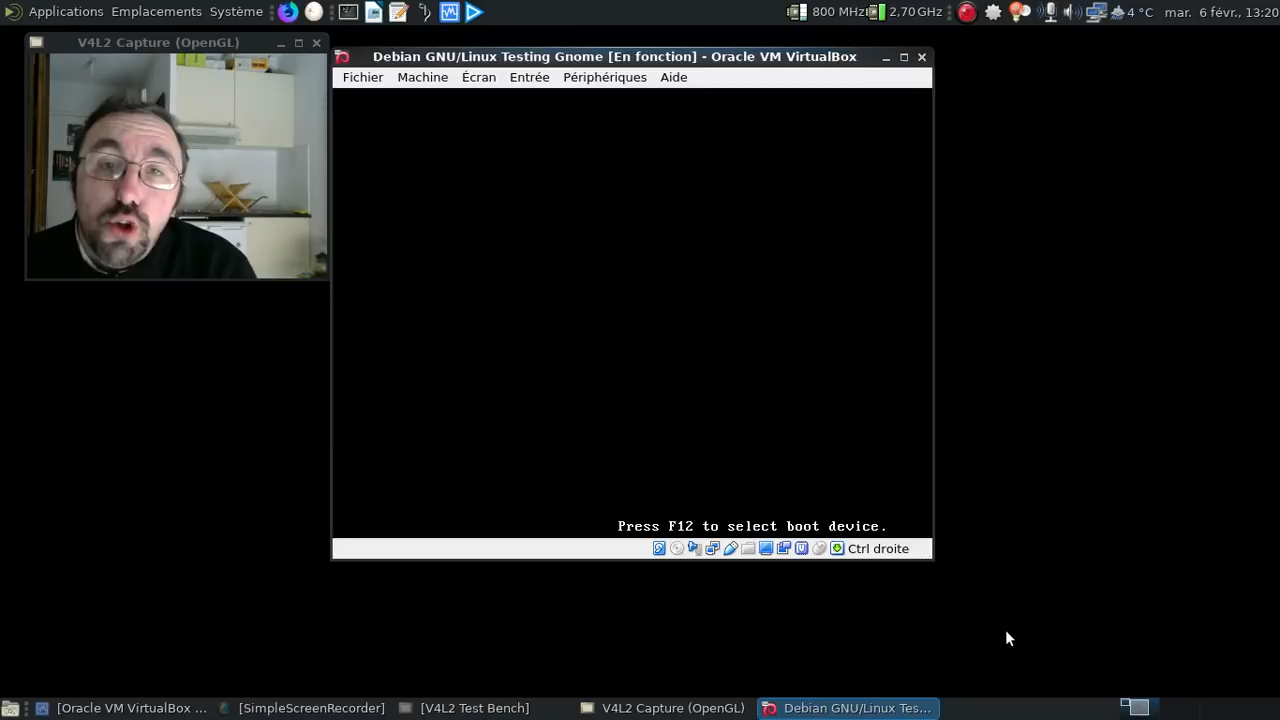 Applications Emplacements Système 800 MHz 2,70 GHz 4 °C mar. 6 févr., 13:20
V4L2 Capture (OpenGL)
Debian GNU/Linux Testing Gnome [En fonction] - Oracle VM VirtualBox
Fichier Machine Écran Entrée Périphériques Aide
Press F12 to select boot device.
Ctrl droite
[Oracle VM VirtualBox ... [SimpleScreenRecorder] [V4L2 Test Bench] V4L2 Capture (OpenGL) Debian GNU/Linux Tes...